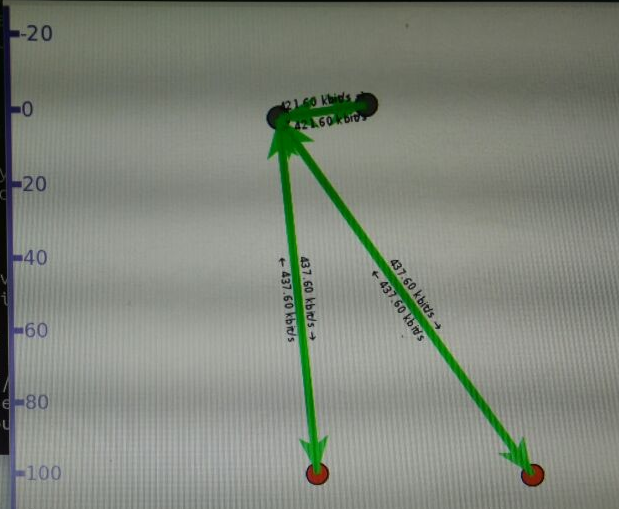 -20
0
20
40
60
80
100
421.60 kbit/s →
← 421.60 kbit/s
437.60 kbit/s →
← 437.60 kbit/s
437.60 kbit/s →
← 437.60 kbit/s